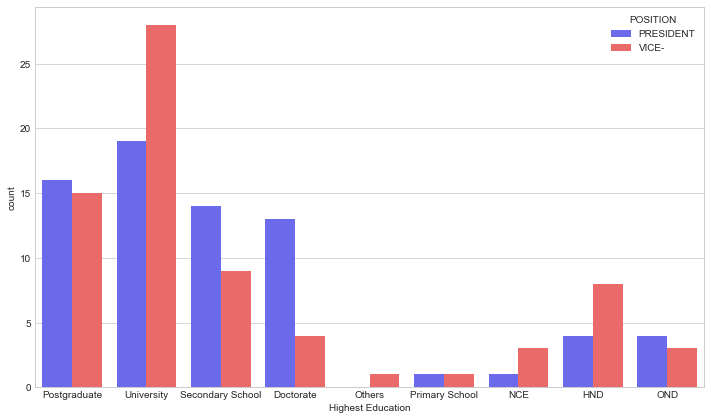 POSITION
PRESIDENT
VICE-
count
25
20
15
10
5
0
Postgraduate University Secondary School Doctorate Others Primary School NCE HND OND
Highest Education